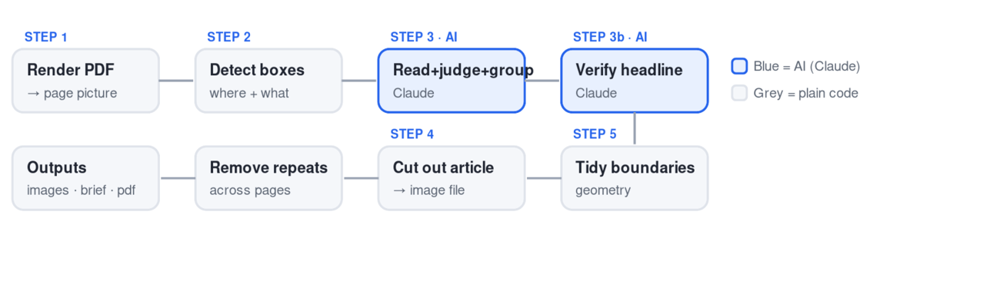 STEP 1
Render PDF
→ page picture
STEP 2
Detect boxes
where + what
STEP 3 · AI
Read+judge+group
Claude
STEP 3b · AI
Verify headline
Claude
Blue = AI (Claude)
Grey = plain code
Outputs
images · brief · pdf
Remove repeats
across pages
STEP 4
Cut out article
→ image file
STEP 5
Tidy boundaries
geometry